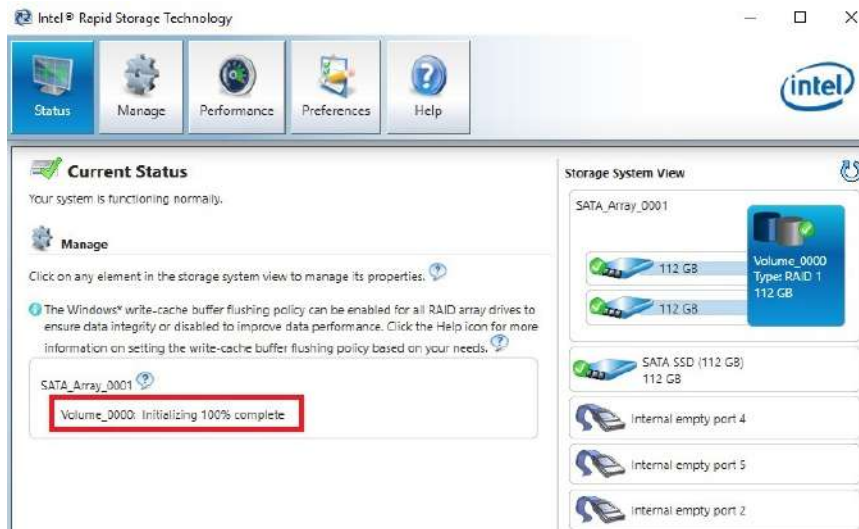 Intel® Rapid Storage Technology
Status
Manage
Performance
Preferences
Help
intel
Current Status
Your system is functioning normally.
Manage
Click on any element in the storage system view to manage its properties.
The Windows* write-cache buffer flushing policy can be enabled for all RAID array drives to
ensure data integrity or disabled to improve data performance. Click the Help icon for more
information on setting the write-cache buffer flushing policy based on your needs.
SATA_Array_0001
Volume_0000: Initializing 100% complete
Storage System View
SATA_Array_0001
112 GB
112 GB
Volume_0000
Type: RAID 1
112 GB
SATA SSD (112 GB)
112 GB
Internal empty port 4
Internal empty port 5
Internal empty port 2